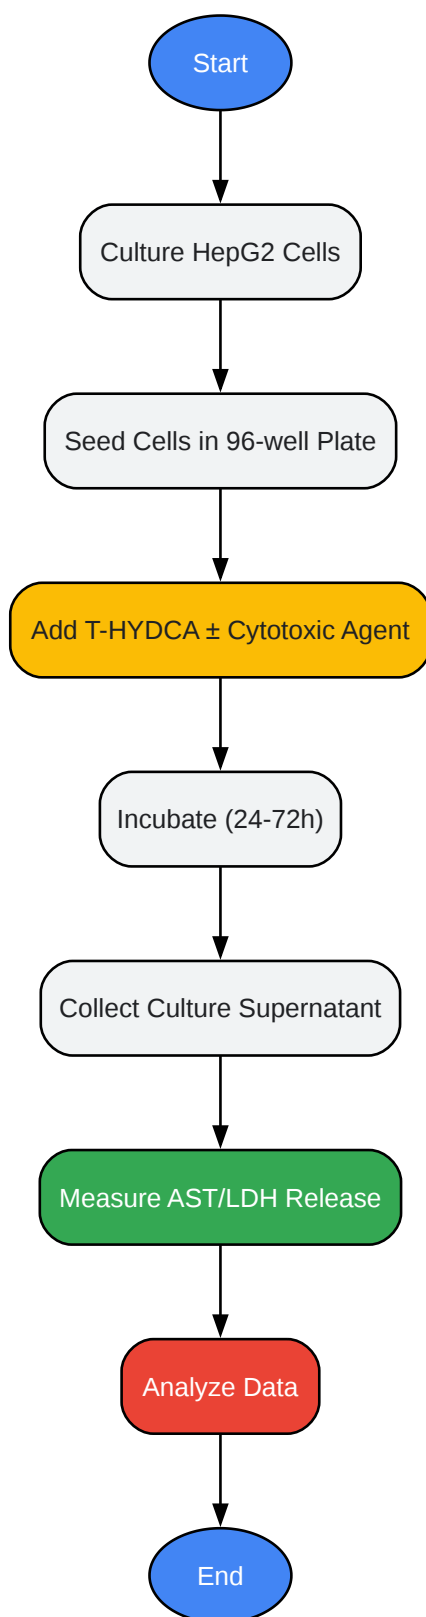 Start
Culture HepG2 Cells
Seed Cells in 96-well Plate
Add T-HYDCA ± Cytotoxic Agent
Incubate (24-72h)
Collect Culture Supernatant
Measure AST/LDH Release
Analyze Data
End